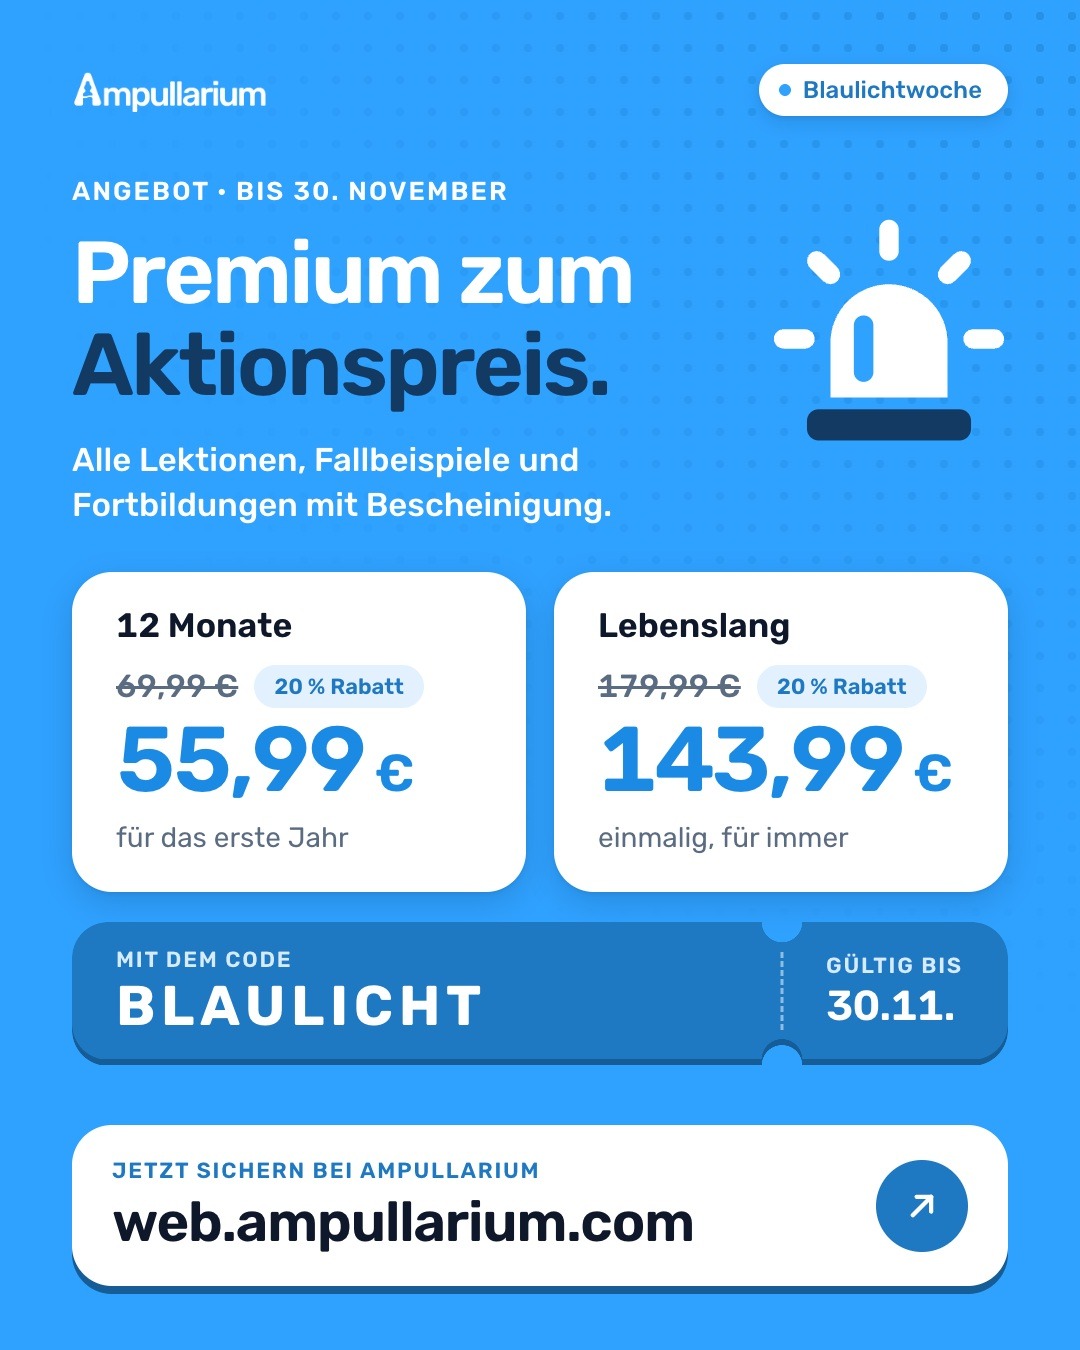 Ampullarium
Blaulichtwoche
ANGEBOT • BIS 30. NOVEMBER
Premium zum
Aktionspreis.
Alle Lektionen, Fallbeispiele und
Fortbildungen mit Bescheinigung.
12 Monate
69,99 € 20 % Rabatt
55,99 €
für das erste Jahr
Lebenslang
179,99 € 20 % Rabatt
143,99 €
einmalig, für immer
MIT DEM CODE
BLAULICHT
GÜLTIG BIS
30.11.
JETZT SICHERN BEI AMPULLARIUM
web.ampullarium.com